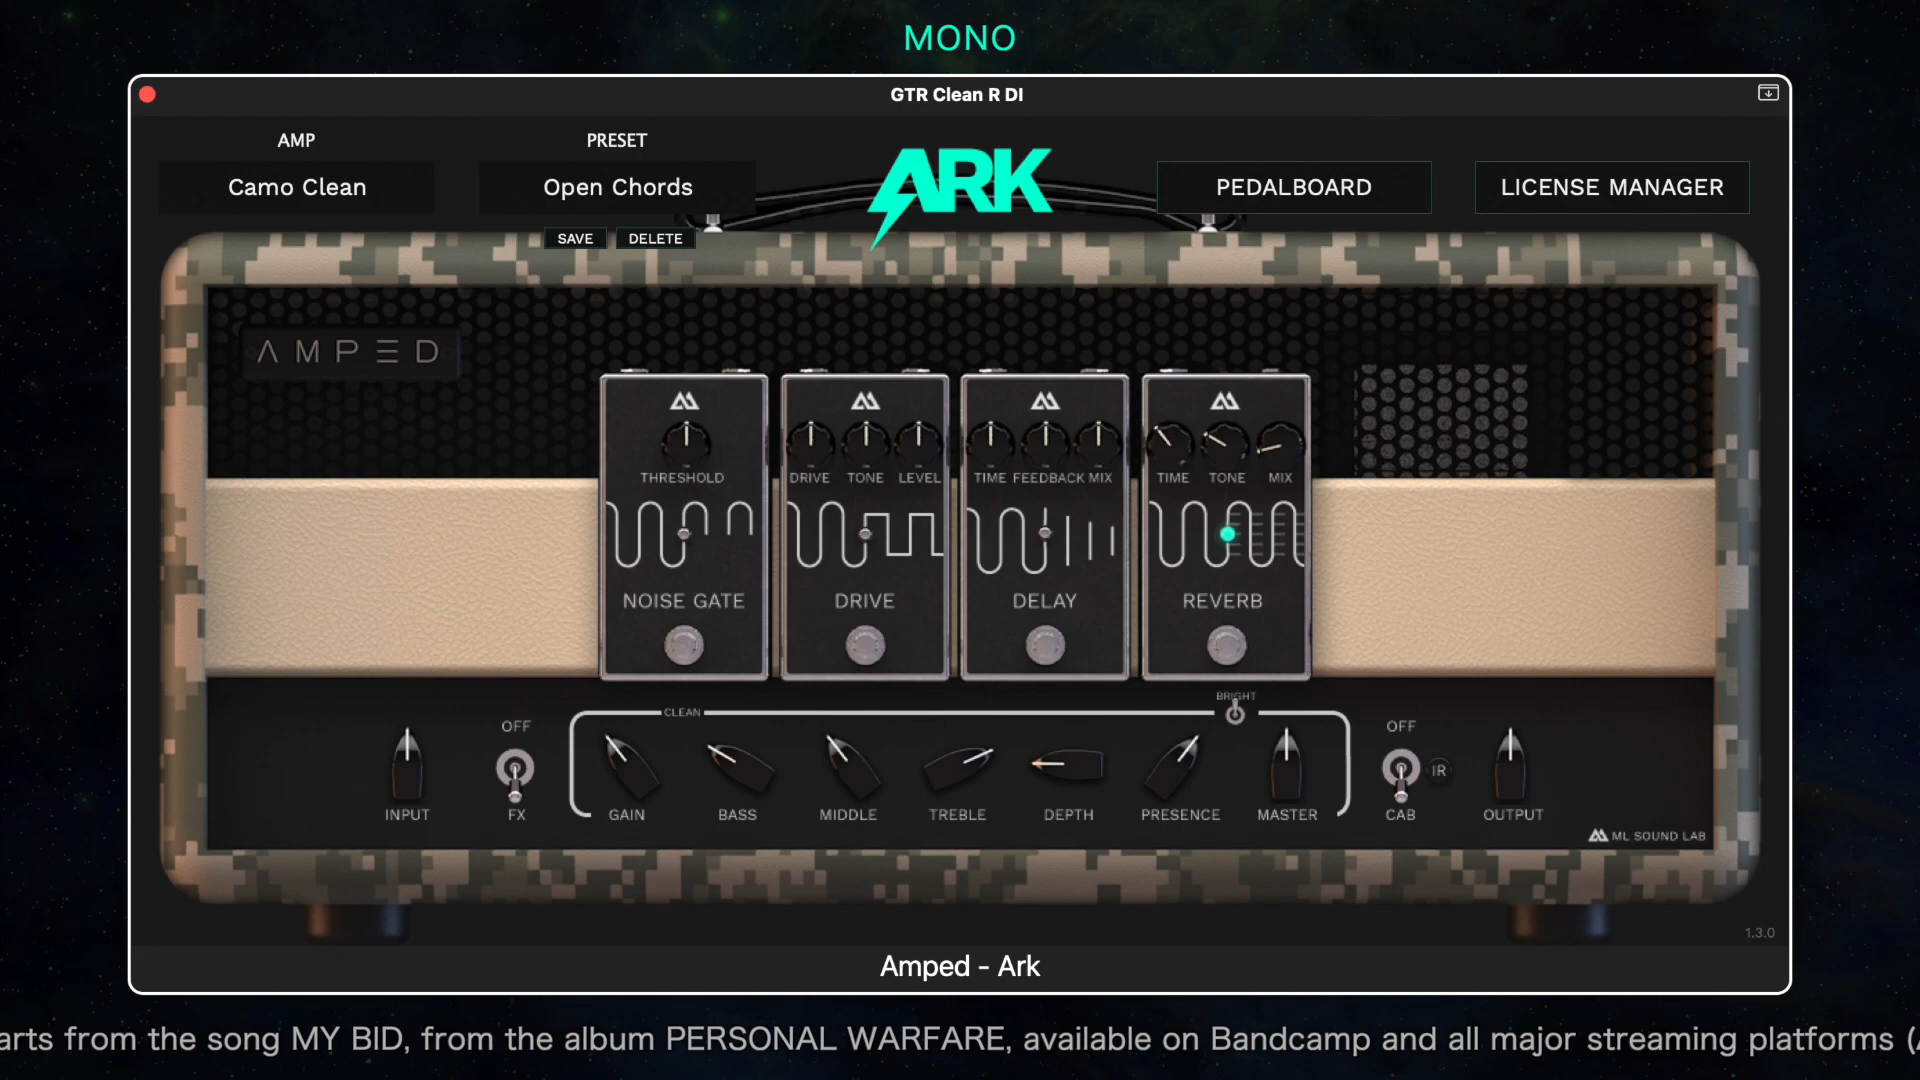 MONO
GTR Clean R DI
AMP
PRESET
Camo Clean
Open Chords
ARK
PEDALBOARD
LICENSE MANAGER
SAVE
DELETE
AMPED
THRESHOLD
NOISE GATE
DRIVE TONE LEVEL
DRIVE
TIME FEEDBACK MIX
DELAY
TIME TONE MIX
REVERB
BRIGHT
CLEAN
OFF
OFF
IR
INPUT
FX
GAIN
BASS
MIDDLE
TREBLE
DEPTH
PRESENCE
MASTER
CAB
OUTPUT
ML SOUND LAB
1.3.0
Amped - Ark
arts from the song MY BID, from the album PERSONAL WARFARE, available on Bandcamp and all major streaming platforms (